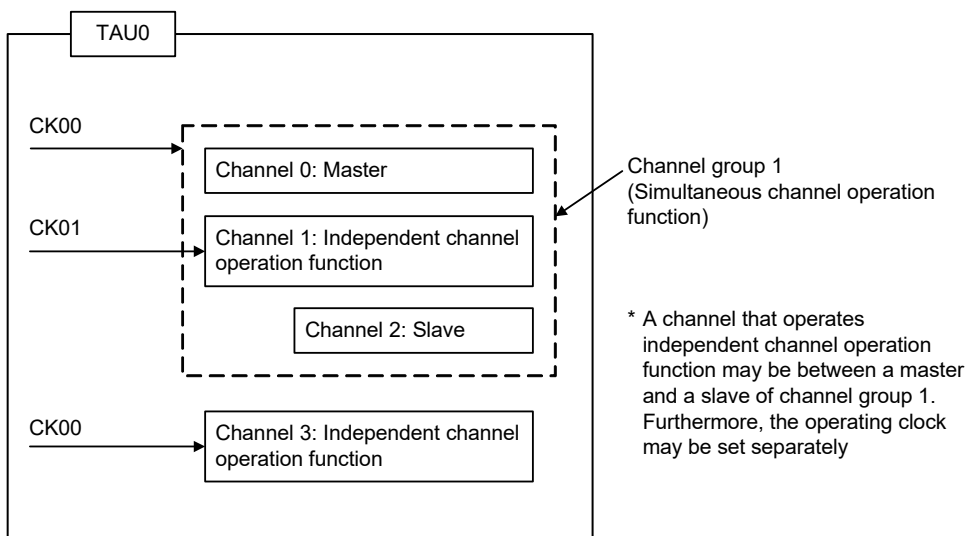 TAU0
CK00
Channel 0: Master
CK01
Channel 1: Independent channel
operation function
Channel 2: Slave
CK00
Channel 3: Independent channel
operation function
Channel group 1
(Simultaneous channel operation
function)
* A channel that operates
independent channel operation
function may be between a master
and a slave of channel group 1.
Furthermore, the operating clock
may be set separately